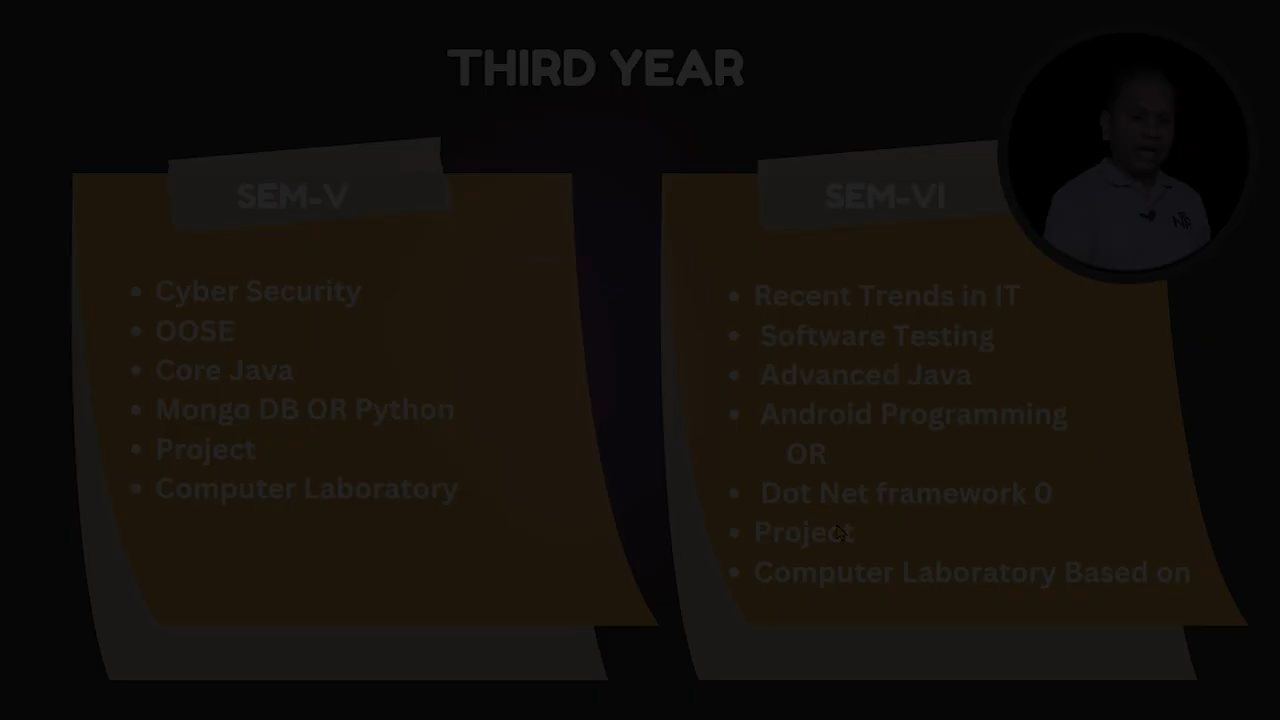 THIRD YEAR
SEM-V
Cyber Security
OOSE
Core Java
Mongo DB OR Python
Project
Computer Laboratory
SEM-VI
Recent Trends in IT
Software Testing
Advanced Java
Android Programming
OR
Dot Net framework 0
Project
Computer Laboratory Based on